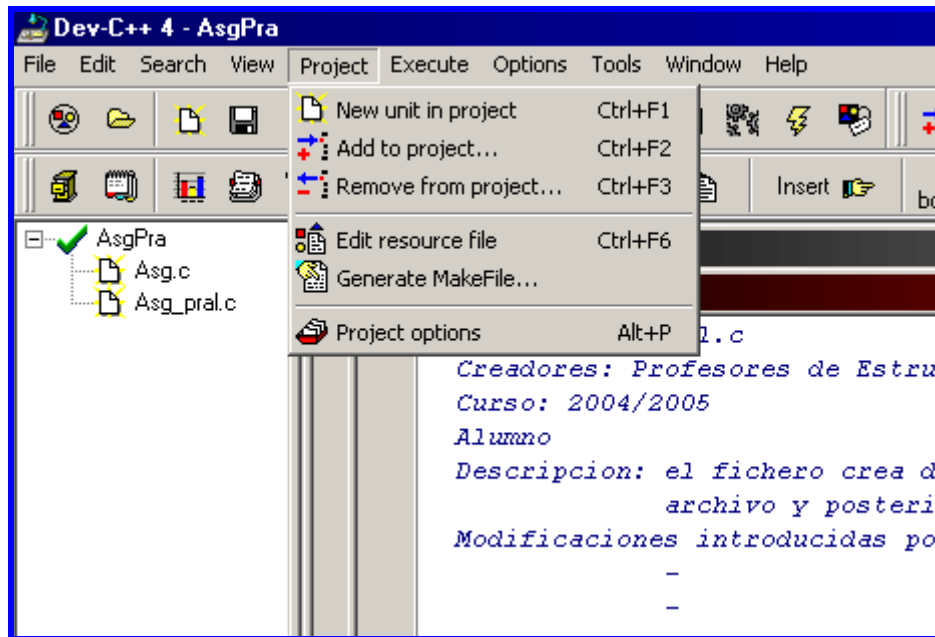 Dev-C++ 4 - AsgPra
File Edit Search View Project Execute Options Tools Window Help
New unit in project Ctrl+F1
Add to project... Ctrl+F2
Remove from project... Ctrl+F3
Insert
Edit resource file Ctrl+F6
Generate MakeFile...
Project options Alt+P
AsgPra
Asg.c
Asg_pral.c
l.c
Creadores: Profesores de Estru
Curso: 2004/2005
Alumno
Descripcion: el fichero crea d
archivo y posteri
Modificaciones introducidas po
-
-